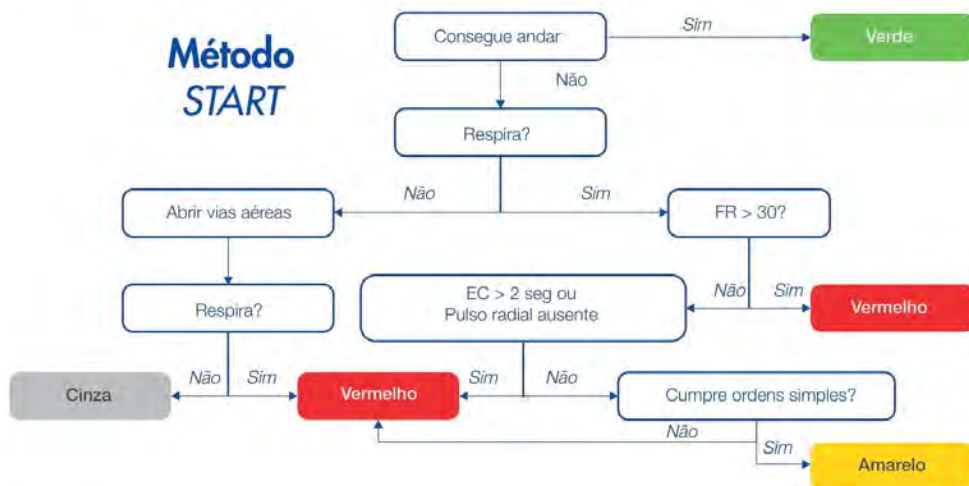 Método
START
Consegue andar
Sim
Verde
Não
Respira?
Não
Sim
Abrir vias aéreas
FR > 30?
Respira?
EC > 2 seg ou
Pulso radial ausente
Não
Sim
Vermelho
Cinza
Não
Sim
Vermelho
Sim
Não
Cumpre ordens simples?
Não
Sim
Amarelo